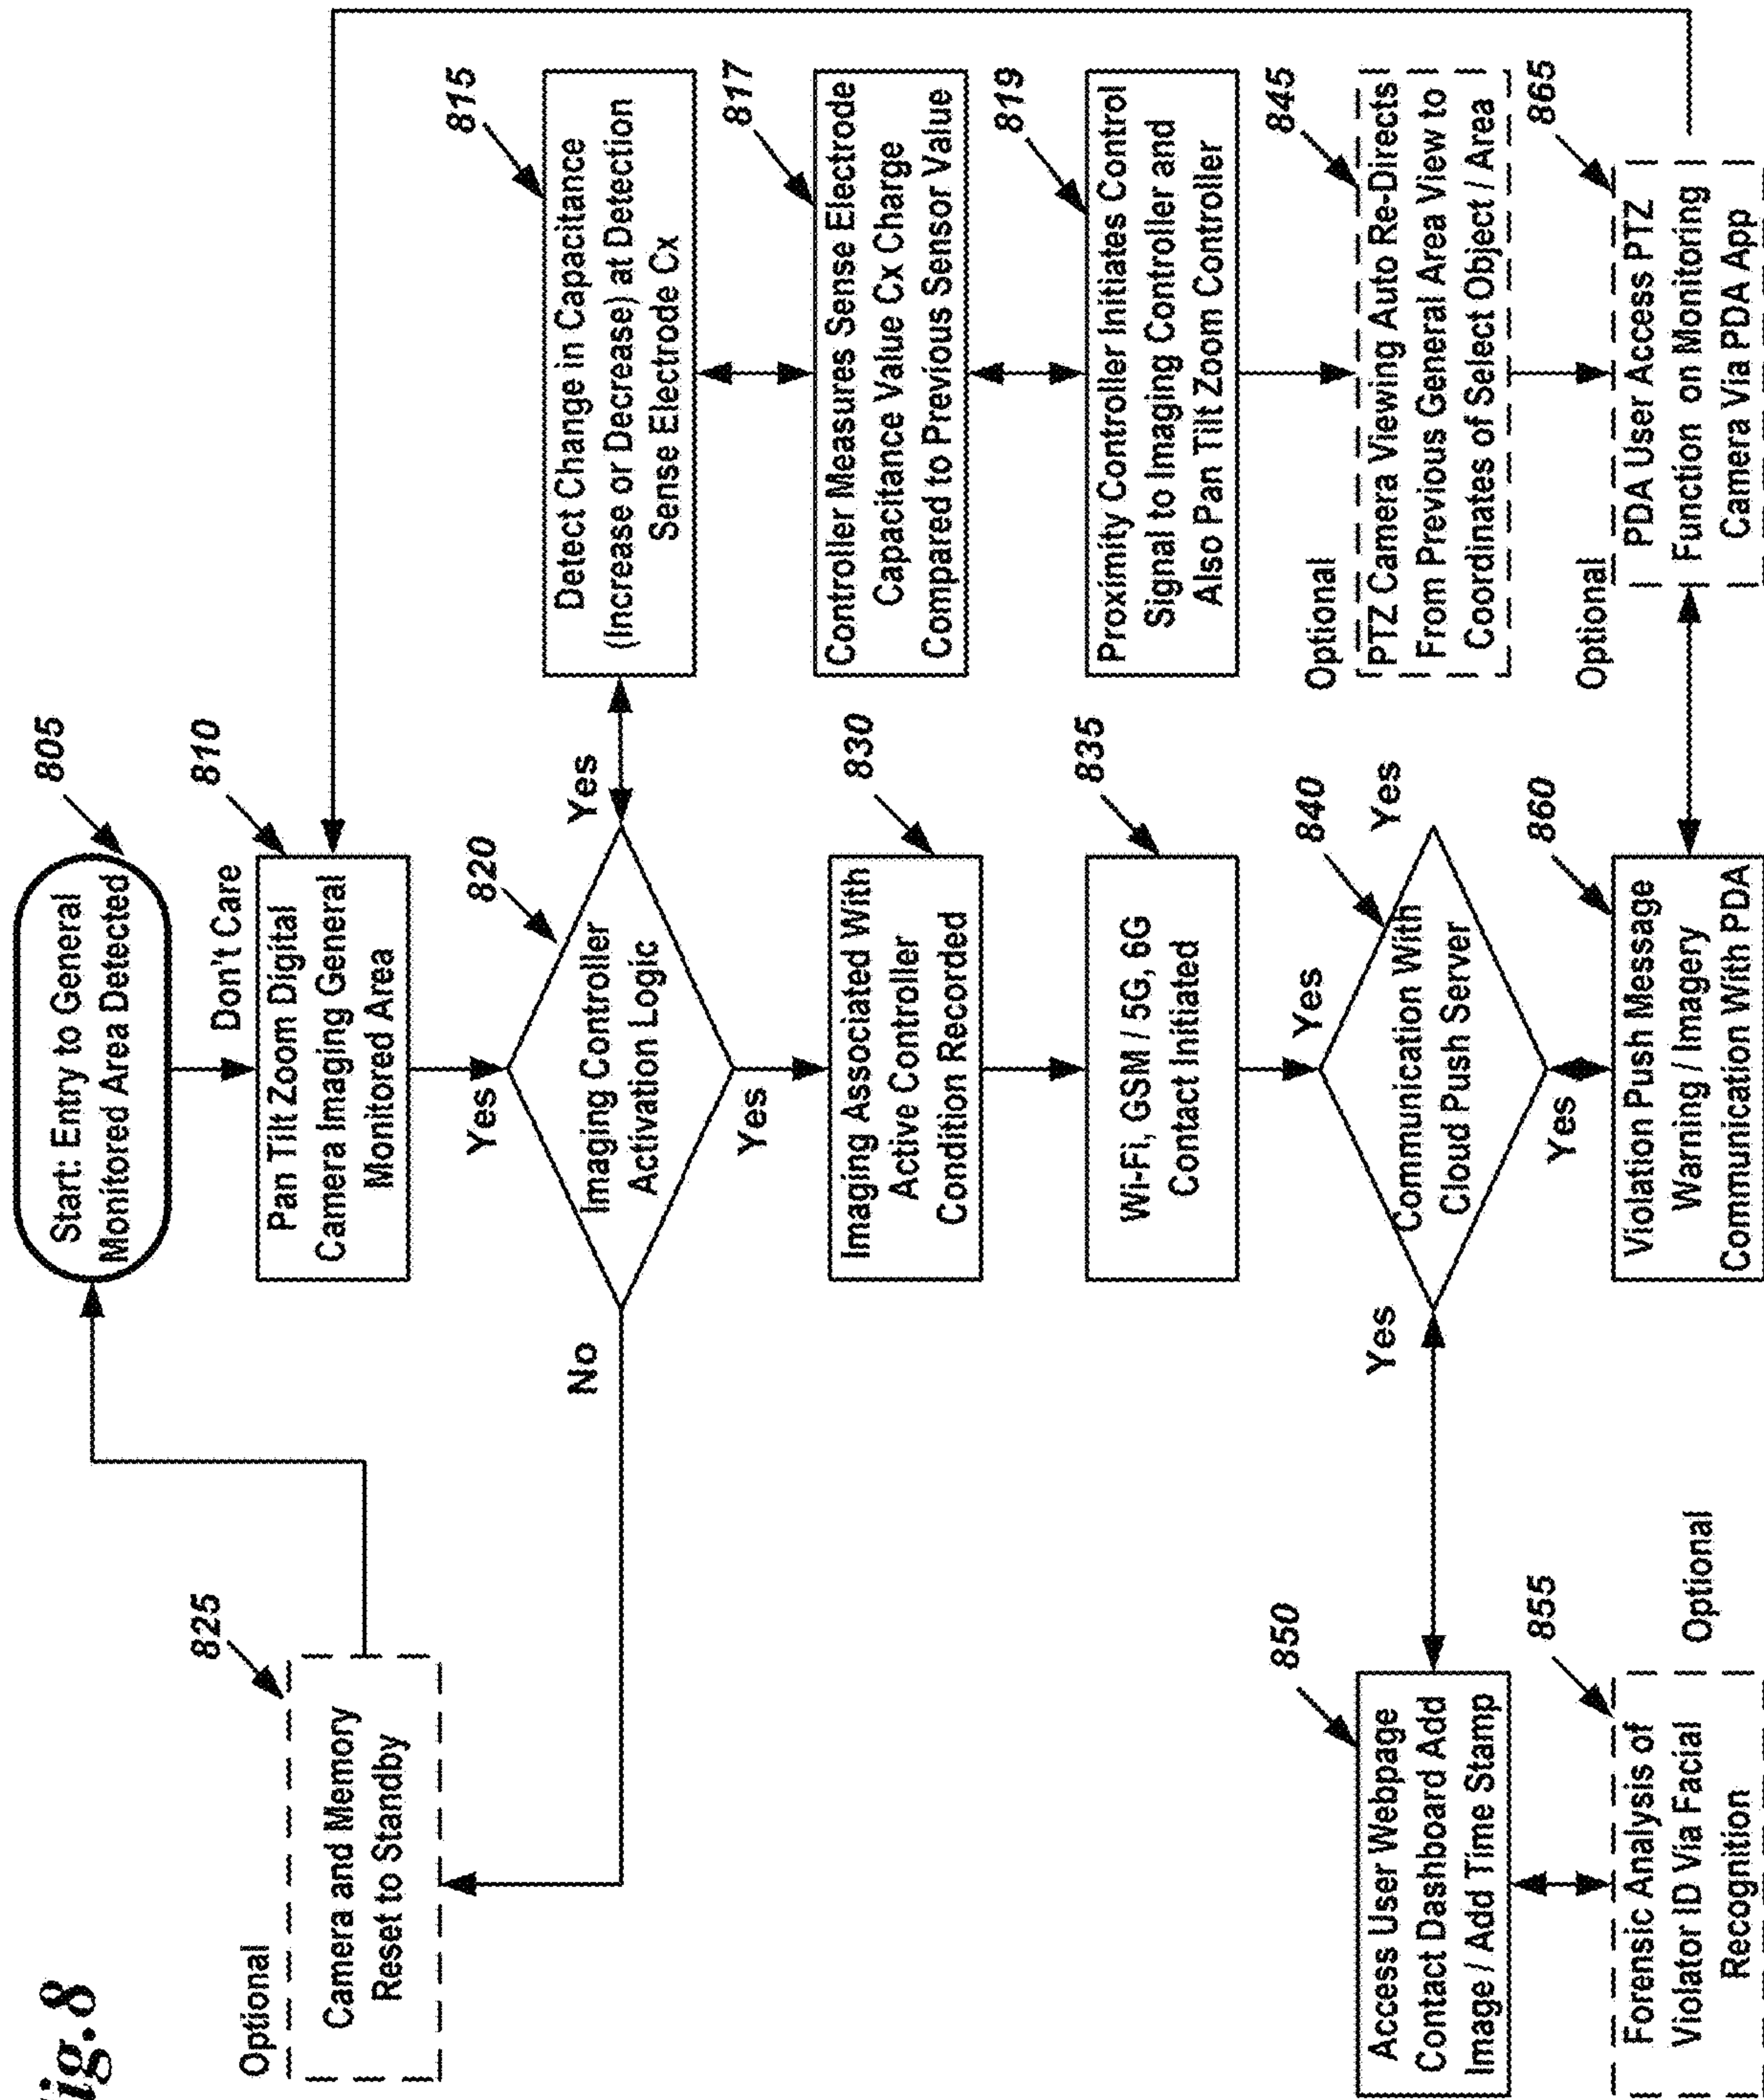 Fig.8
805
Start: Entry to General
Monitored Area Detected
Don't Care
810
Pan Tilt Zoom Digital
Camera Imaging General
Monitored Area
Yes
Optional
825
Camera and Memory
Reset to Standby
No
820
Imaging Controller
Activation Logic
Yes
815
Detect Change in Capacitance
(Increase or Decrease) at Detection
Sense Electrode Cx
Yes
830
Imaging Associated With
Active Controller
Condition Recorded
817
Controller Measures Sense Electrode
Capacitance Value Cx Charge
Compared to Previous Sensor Value
835
Wi-Fi, GSM / 5G, 6G
Contact Initiated
819
Proximity Controller Initiates Control
Signal to Imaging Controller and
Also Pan Tilt Zoom Controller
Yes
840
Communication With
Cloud Push Server
Yes
Yes
Yes
850
Access User Webpage
Contact Dashboard Add
Image / Add Time Stamp
Optional
845
PTZ Camera Viewing Auto Re-Directs
From Previous General Area View to
Coordinates of Select Object / Area
855
Forensic Analysis of
Violator ID Via Facial
Recognition
Optional
860
Violation Push Message
Warning / Imagery
Communication With PDA
Optional
865
PDA User Access PTZ
Function on Monitoring
Camera Via PDA App